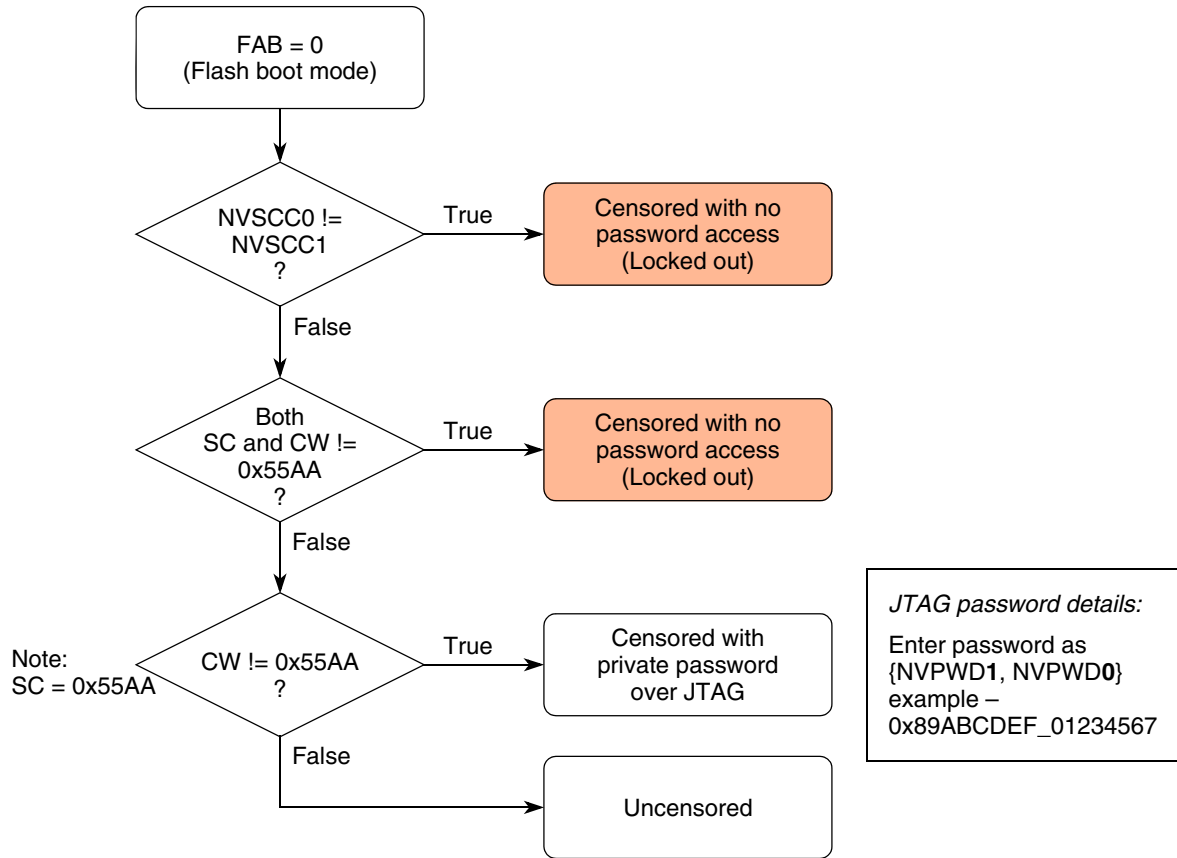 FAB = 0
(Flash boot mode)
NVSCC0 !=
NVSCC1
?
True
Censored with no
password access
(Locked out)
False
Both
SC and CW !=
0x55AA
?
True
Censored with no
password access
(Locked out)
False
Note:
SC = 0x55AA
CW != 0x55AA
?
True
Censored with
private password
over JTAG
False
Uncensored
JTAG password details:
Enter password as
{NVPWD1, NVPWD0}
example –
0x89ABCDEF_01234567